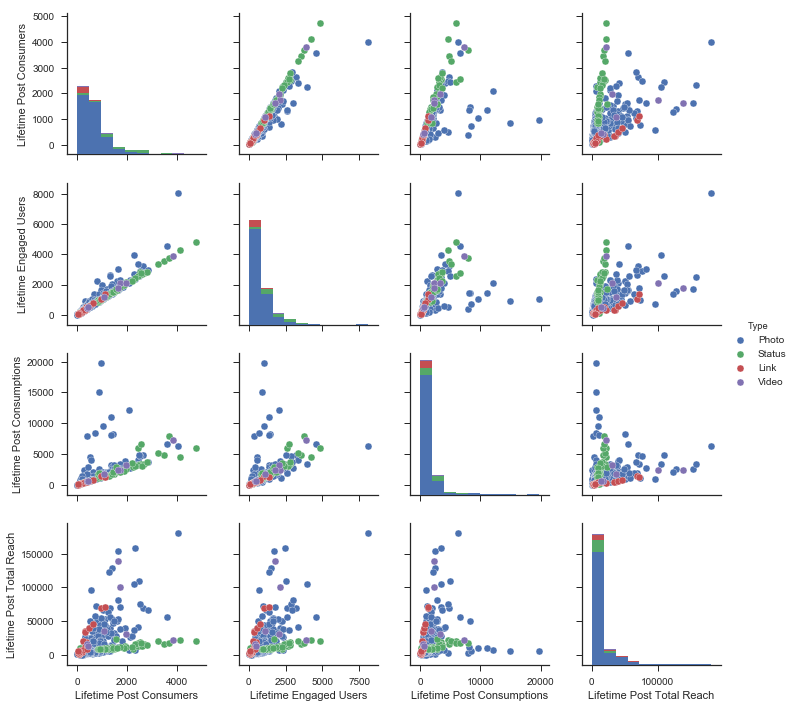 5000
4000
3000
2000
1000
0
Lifetime Post Consumers
8000
6000
4000
2000
0
Lifetime Engaged Users
Type
Photo
Status
Link
Video
20000
15000
10000
5000
0
Lifetime Post Consumptions
150000
100000
50000
0
Lifetime Post Total Reach
0 2000 4000
0 2500 5000 7500
0 10000 20000
0 100000
Lifetime Post Consumers
Lifetime Engaged Users
Lifetime Post Consumptions
Lifetime Post Total Reach